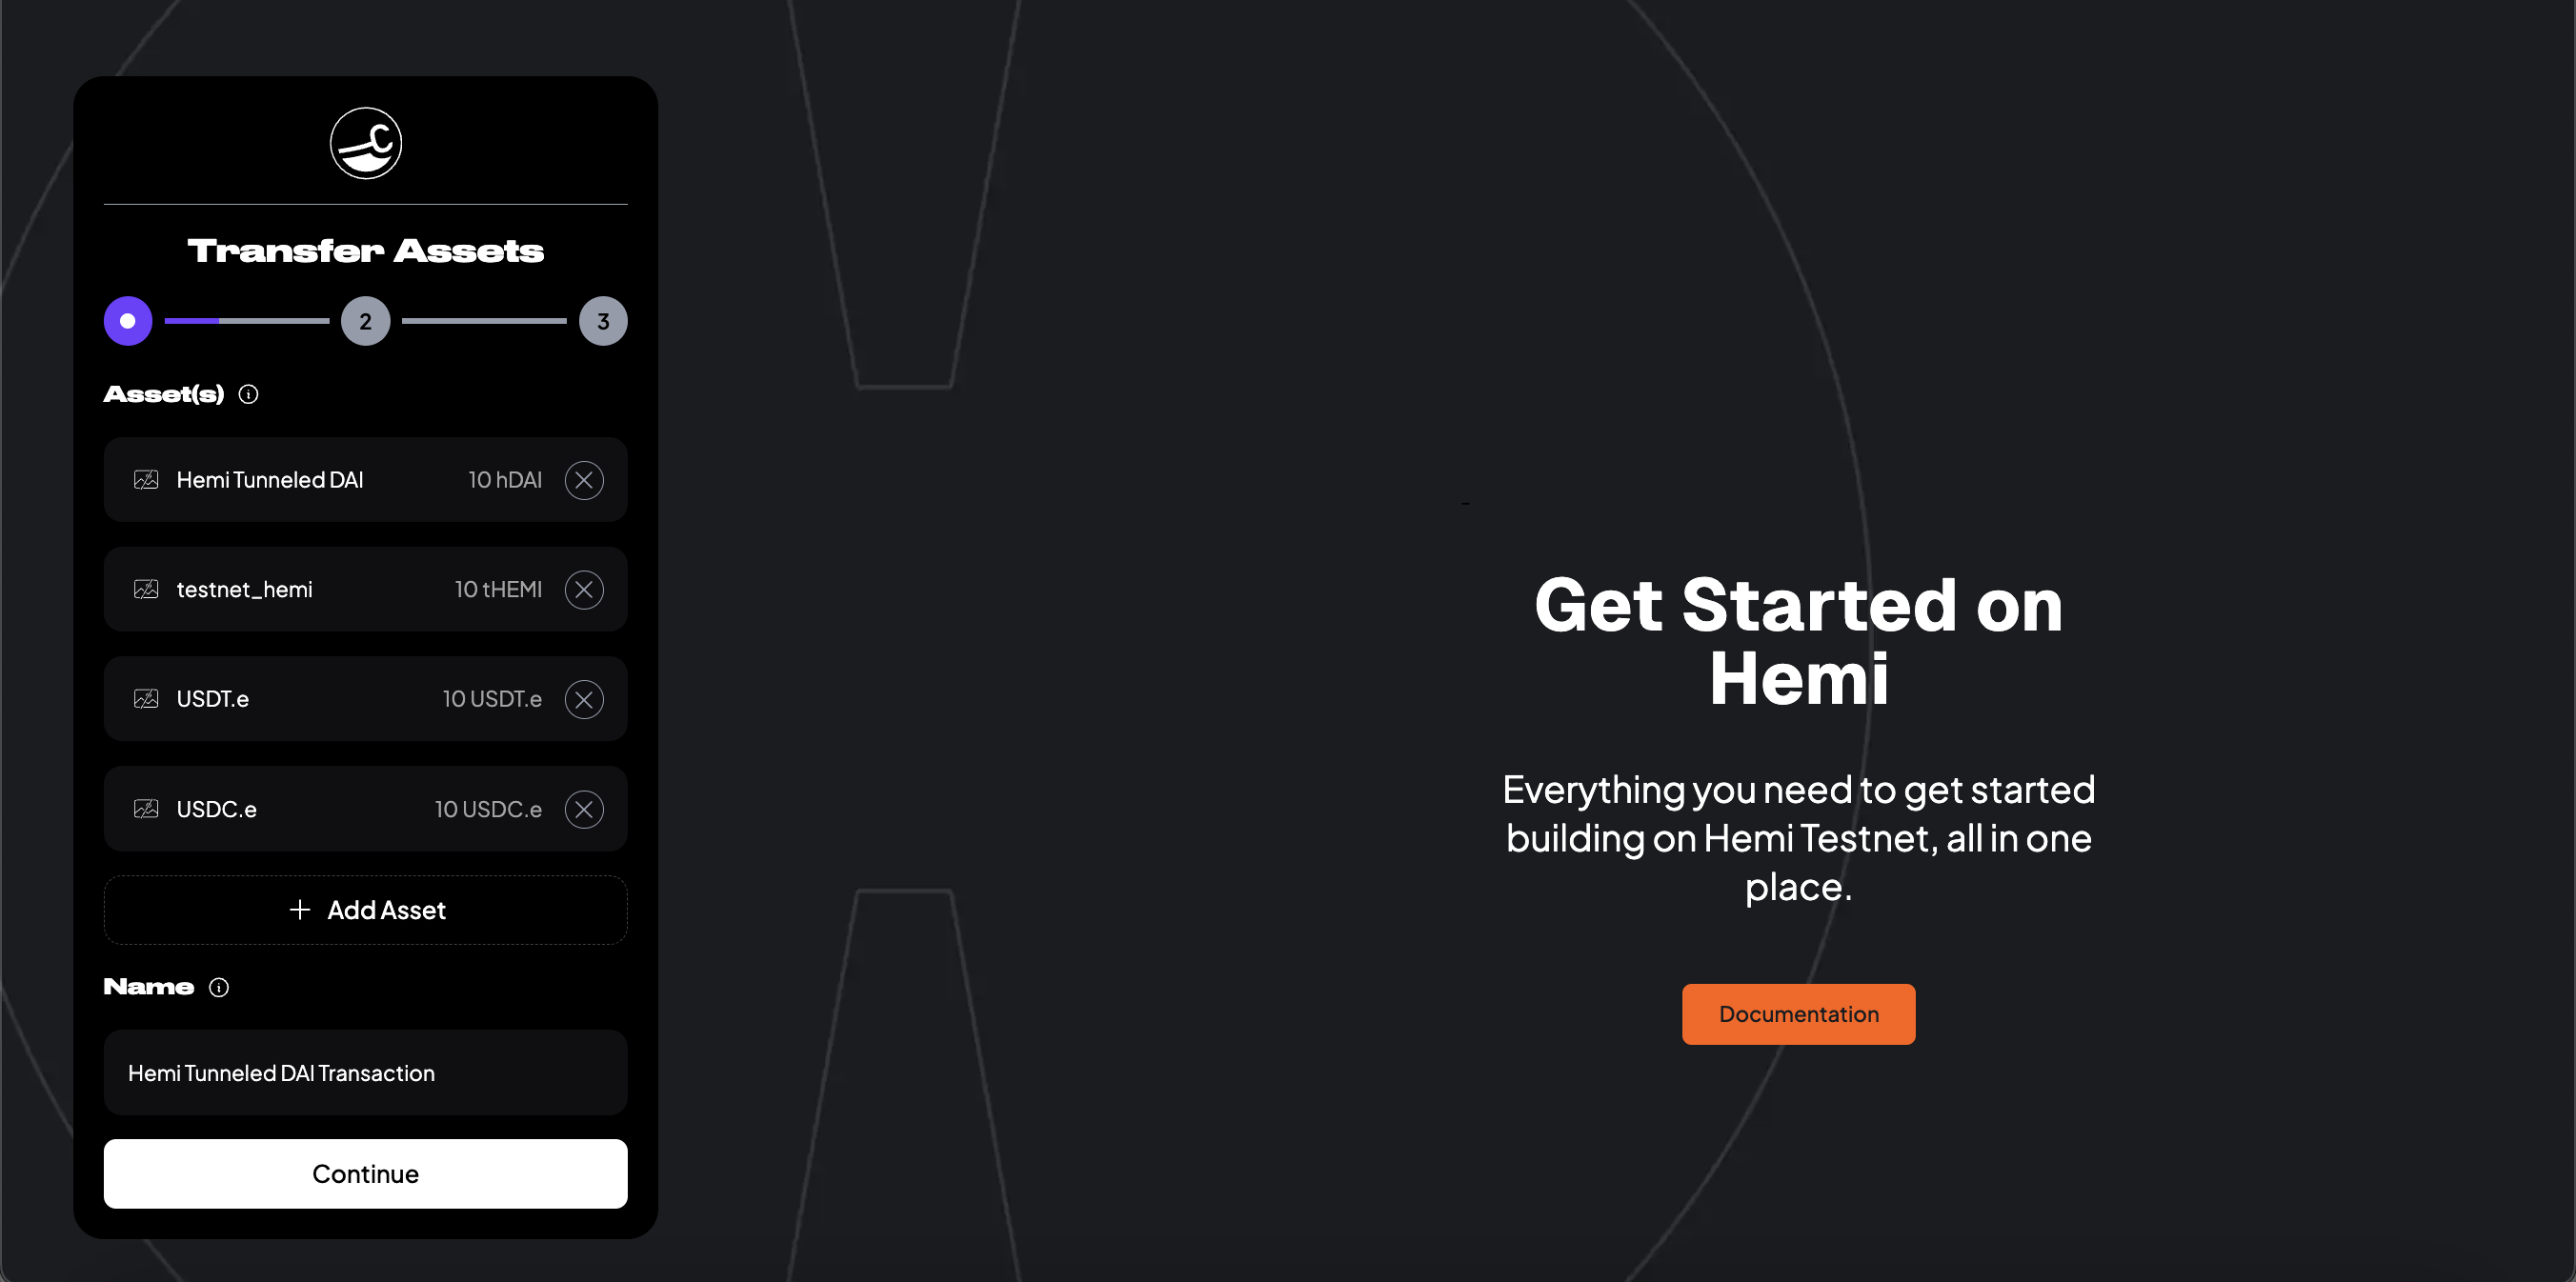 Transfer Assets
2
3
Asset(s)
Hemi Tunneled DAI 10 hDAI
testnet_hemi 10 tHEMI
USDT.e 10 USDT.e
USDC.e 10 USDC.e
+ Add Asset
Name
Hemi Tunneled DAI Transaction
Continue
-
Get Started on
Hemi
Everything you need to get started
building on Hemi Testnet, all in one
place.
Documentation